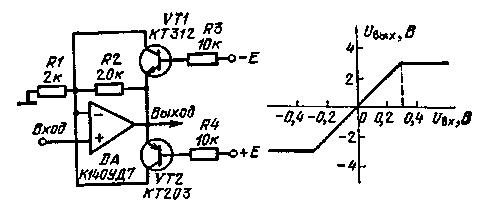 VT1
КТ312
R3
10к
-E
R1
2к
R2
20к
Вход
-
+
Выход
DA
К140УД7
R4
10к
+E
VT2
КТ203
Uвых, В
4
2
-0,4
-0,2
0
0,2
0,4
Uвх, В
-2
-4